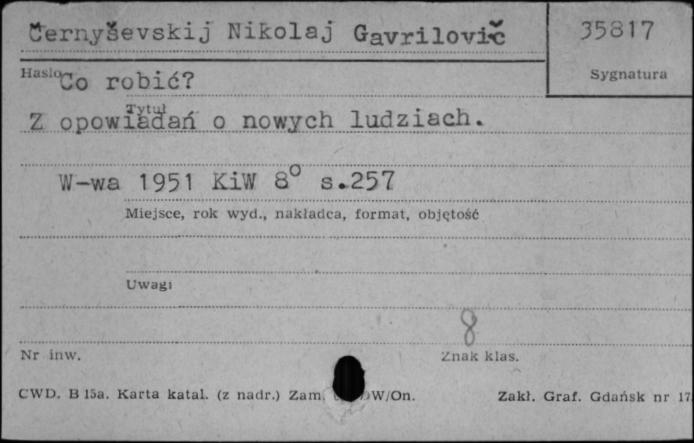 Černyševskij Nikolaj Gavrilovič
35817
Hasło
Sygnatura
Co robić?
Tytuł
Z opowiadań o nowych ludziach.
W-wa 1951 KiW 8° s.257
Miejsce, rok wyd., nakładca, format, objętość
Uwagi
8
Nr inw.
Znak klas.
CWD. B 15a. Karta katal. (z nadr.) Zam. W/On.
Zakł. Graf. Gdańsk nr 17